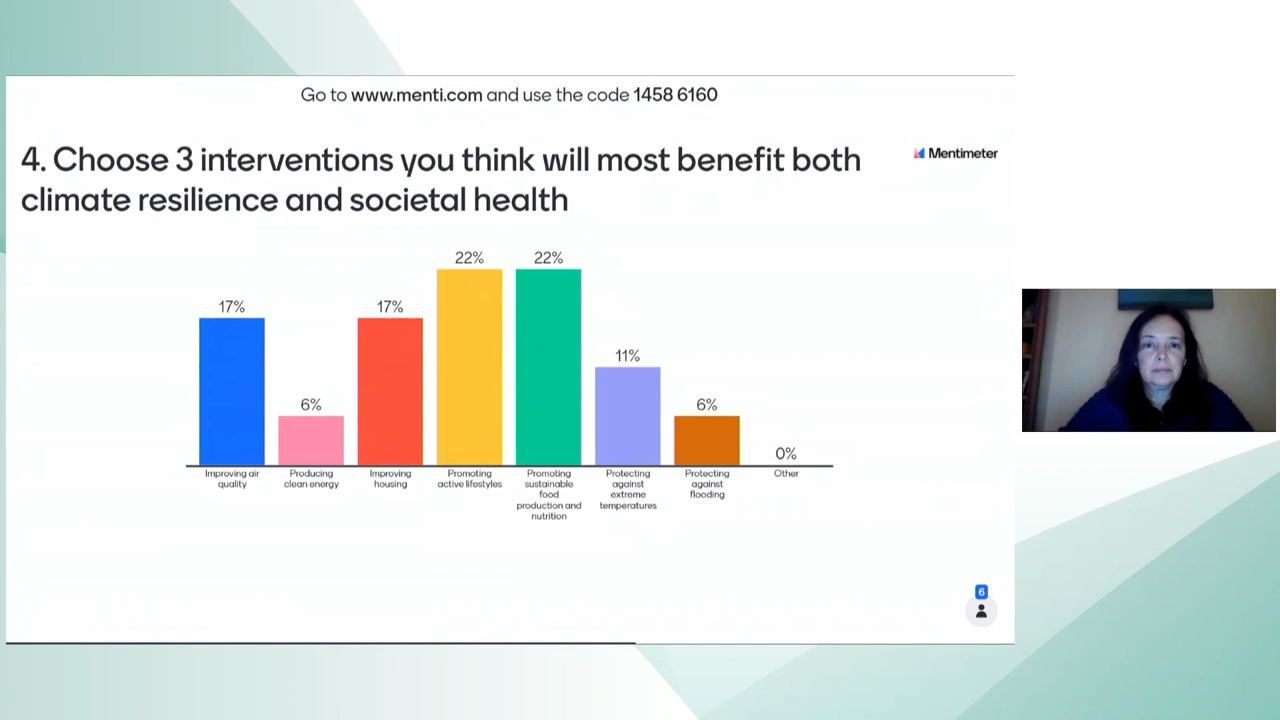 Go to www.menti.com and use the code 1458 6160
4. Choose 3 interventions you think will most benefit both
climate resilience and societal health
Mentimeter
22%
22%
17%
17%
11%
6%
6%
0%
Improving air
quality
Producing
clean energy
Improving
housing
Promoting
active lifestyles
Promoting
sustainable
food
production and
nutrition
Protecting
against
extreme
temperatures
Protecting
against
flooding
Other
6